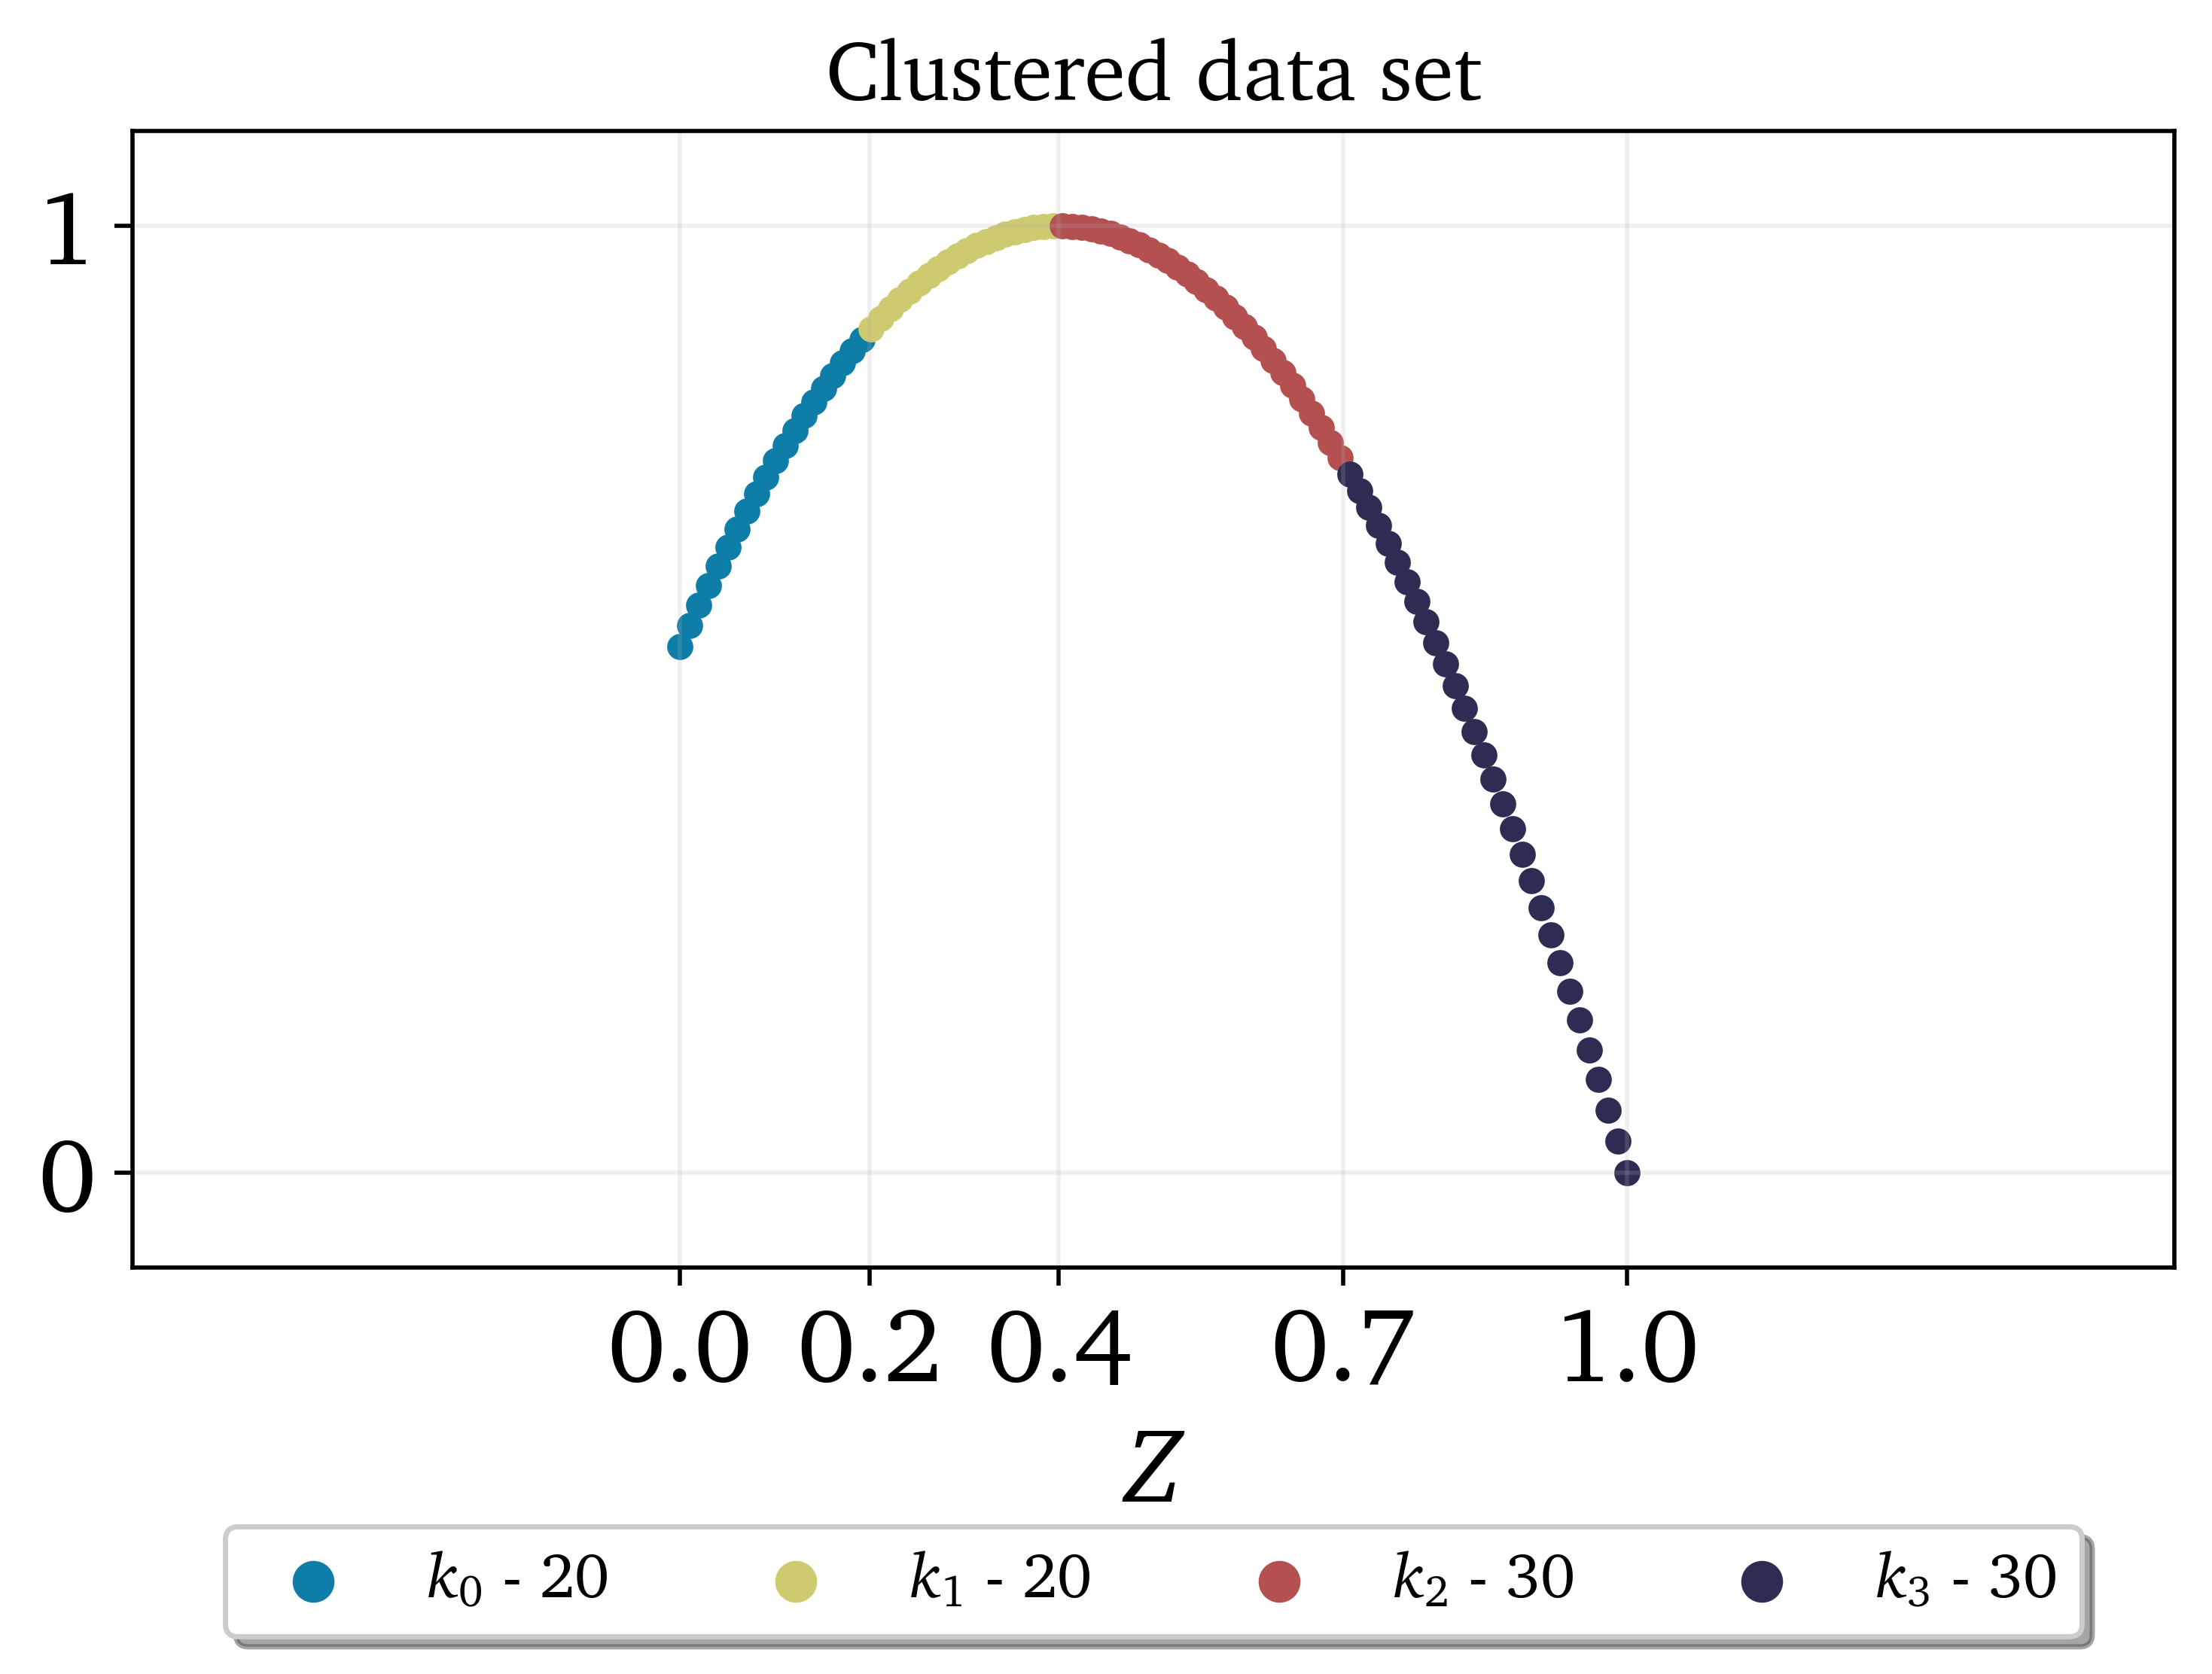 Clustered data set
1
0
0.0 0.2 0.4 0.7 1.0
Z
k₀ - 20 k₁ - 20 k₂ - 30 k₃ - 30